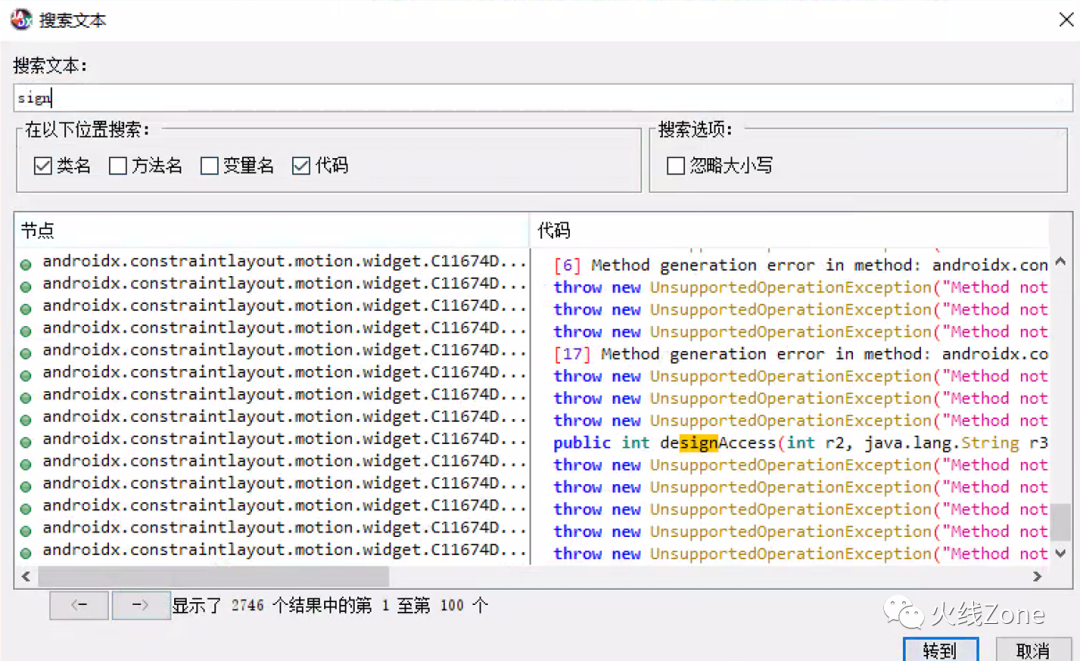 搜索文本
搜索文本:
sign
在以下位置搜索:
搜索选项:
类名 方法名 变量名 代码
忽略大小写
节点 代码
androidx.constraintlayout.motion.widget.C11674D... [6] Method generation error in method: androidx.con
androidx.constraintlayout.motion.widget.C11674D... throw new UnsupportedOperationException("Method not
androidx.constraintlayout.motion.widget.C11674D... throw new UnsupportedOperationException("Method not
androidx.constraintlayout.motion.widget.C11674D... throw new UnsupportedOperationException("Method not
androidx.constraintlayout.motion.widget.C11674D... [17] Method generation error in method: androidx.co
androidx.constraintlayout.motion.widget.C11674D... throw new UnsupportedOperationException("Method not
androidx.constraintlayout.motion.widget.C11674D... throw new UnsupportedOperationException("Method not
androidx.constraintlayout.motion.widget.C11674D... throw new UnsupportedOperationException("Method not
androidx.constraintlayout.motion.widget.C11674D... public int designAccess(int r2, java.lang.String r3
androidx.constraintlayout.motion.widget.C11674D... throw new UnsupportedOperationException("Method not
androidx.constraintlayout.motion.widget.C11674D... throw new UnsupportedOperationException("Method not
androidx.constraintlayout.motion.widget.C11674D... throw new UnsupportedOperationException("Method not
androidx.constraintlayout.motion.widget.C11674D... throw new UnsupportedOperationException("Method not
androidx.constraintlayout.motion.widget.C11674D... throw new UnsupportedOperationException("Method not
显示了 2746 个结果中的第 1 至第 100 个
火线Zone
转到 取消